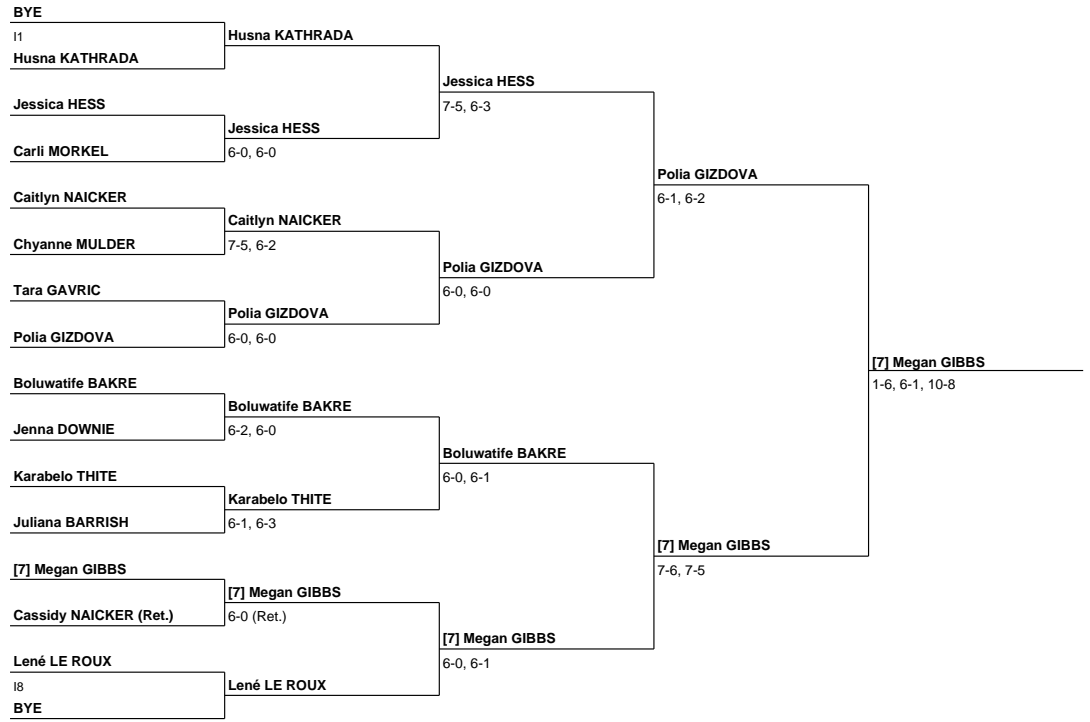 BYE
I1
Husna KATHRADA
Jessica HESS
Carli MORKEL
Caitlyn NAICKER
Chyanne MULDER
Tara GAVRIC
Polia GIZDOVA
Boluwatife BAKRE
Jenna DOWNIE
Karabelo THITE
Juliana BARRISH
[7] Megan GIBBS
Cassidy NAICKER (Ret.)
Lené LE ROUX
I8
BYE
Husna KATHRADA
Jessica HESS
6-0, 6-0
Caitlyn NAICKER
7-5, 6-2
Polia GIZDOVA
6-0, 6-0
Boluwatife BAKRE
6-2, 6-0
Karabelo THITE
6-1, 6-3
[7] Megan GIBBS
6-0 (Ret.)
Lené LE ROUX
Jessica HESS
7-5, 6-3
Polia GIZDOVA
6-0, 6-0
Boluwatife BAKRE
6-0, 6-1
[7] Megan GIBBS
6-0, 6-1
Polia GIZDOVA
6-1, 6-2
[7] Megan GIBBS
7-6, 7-5
[7] Megan GIBBS
1-6, 6-1, 10-8